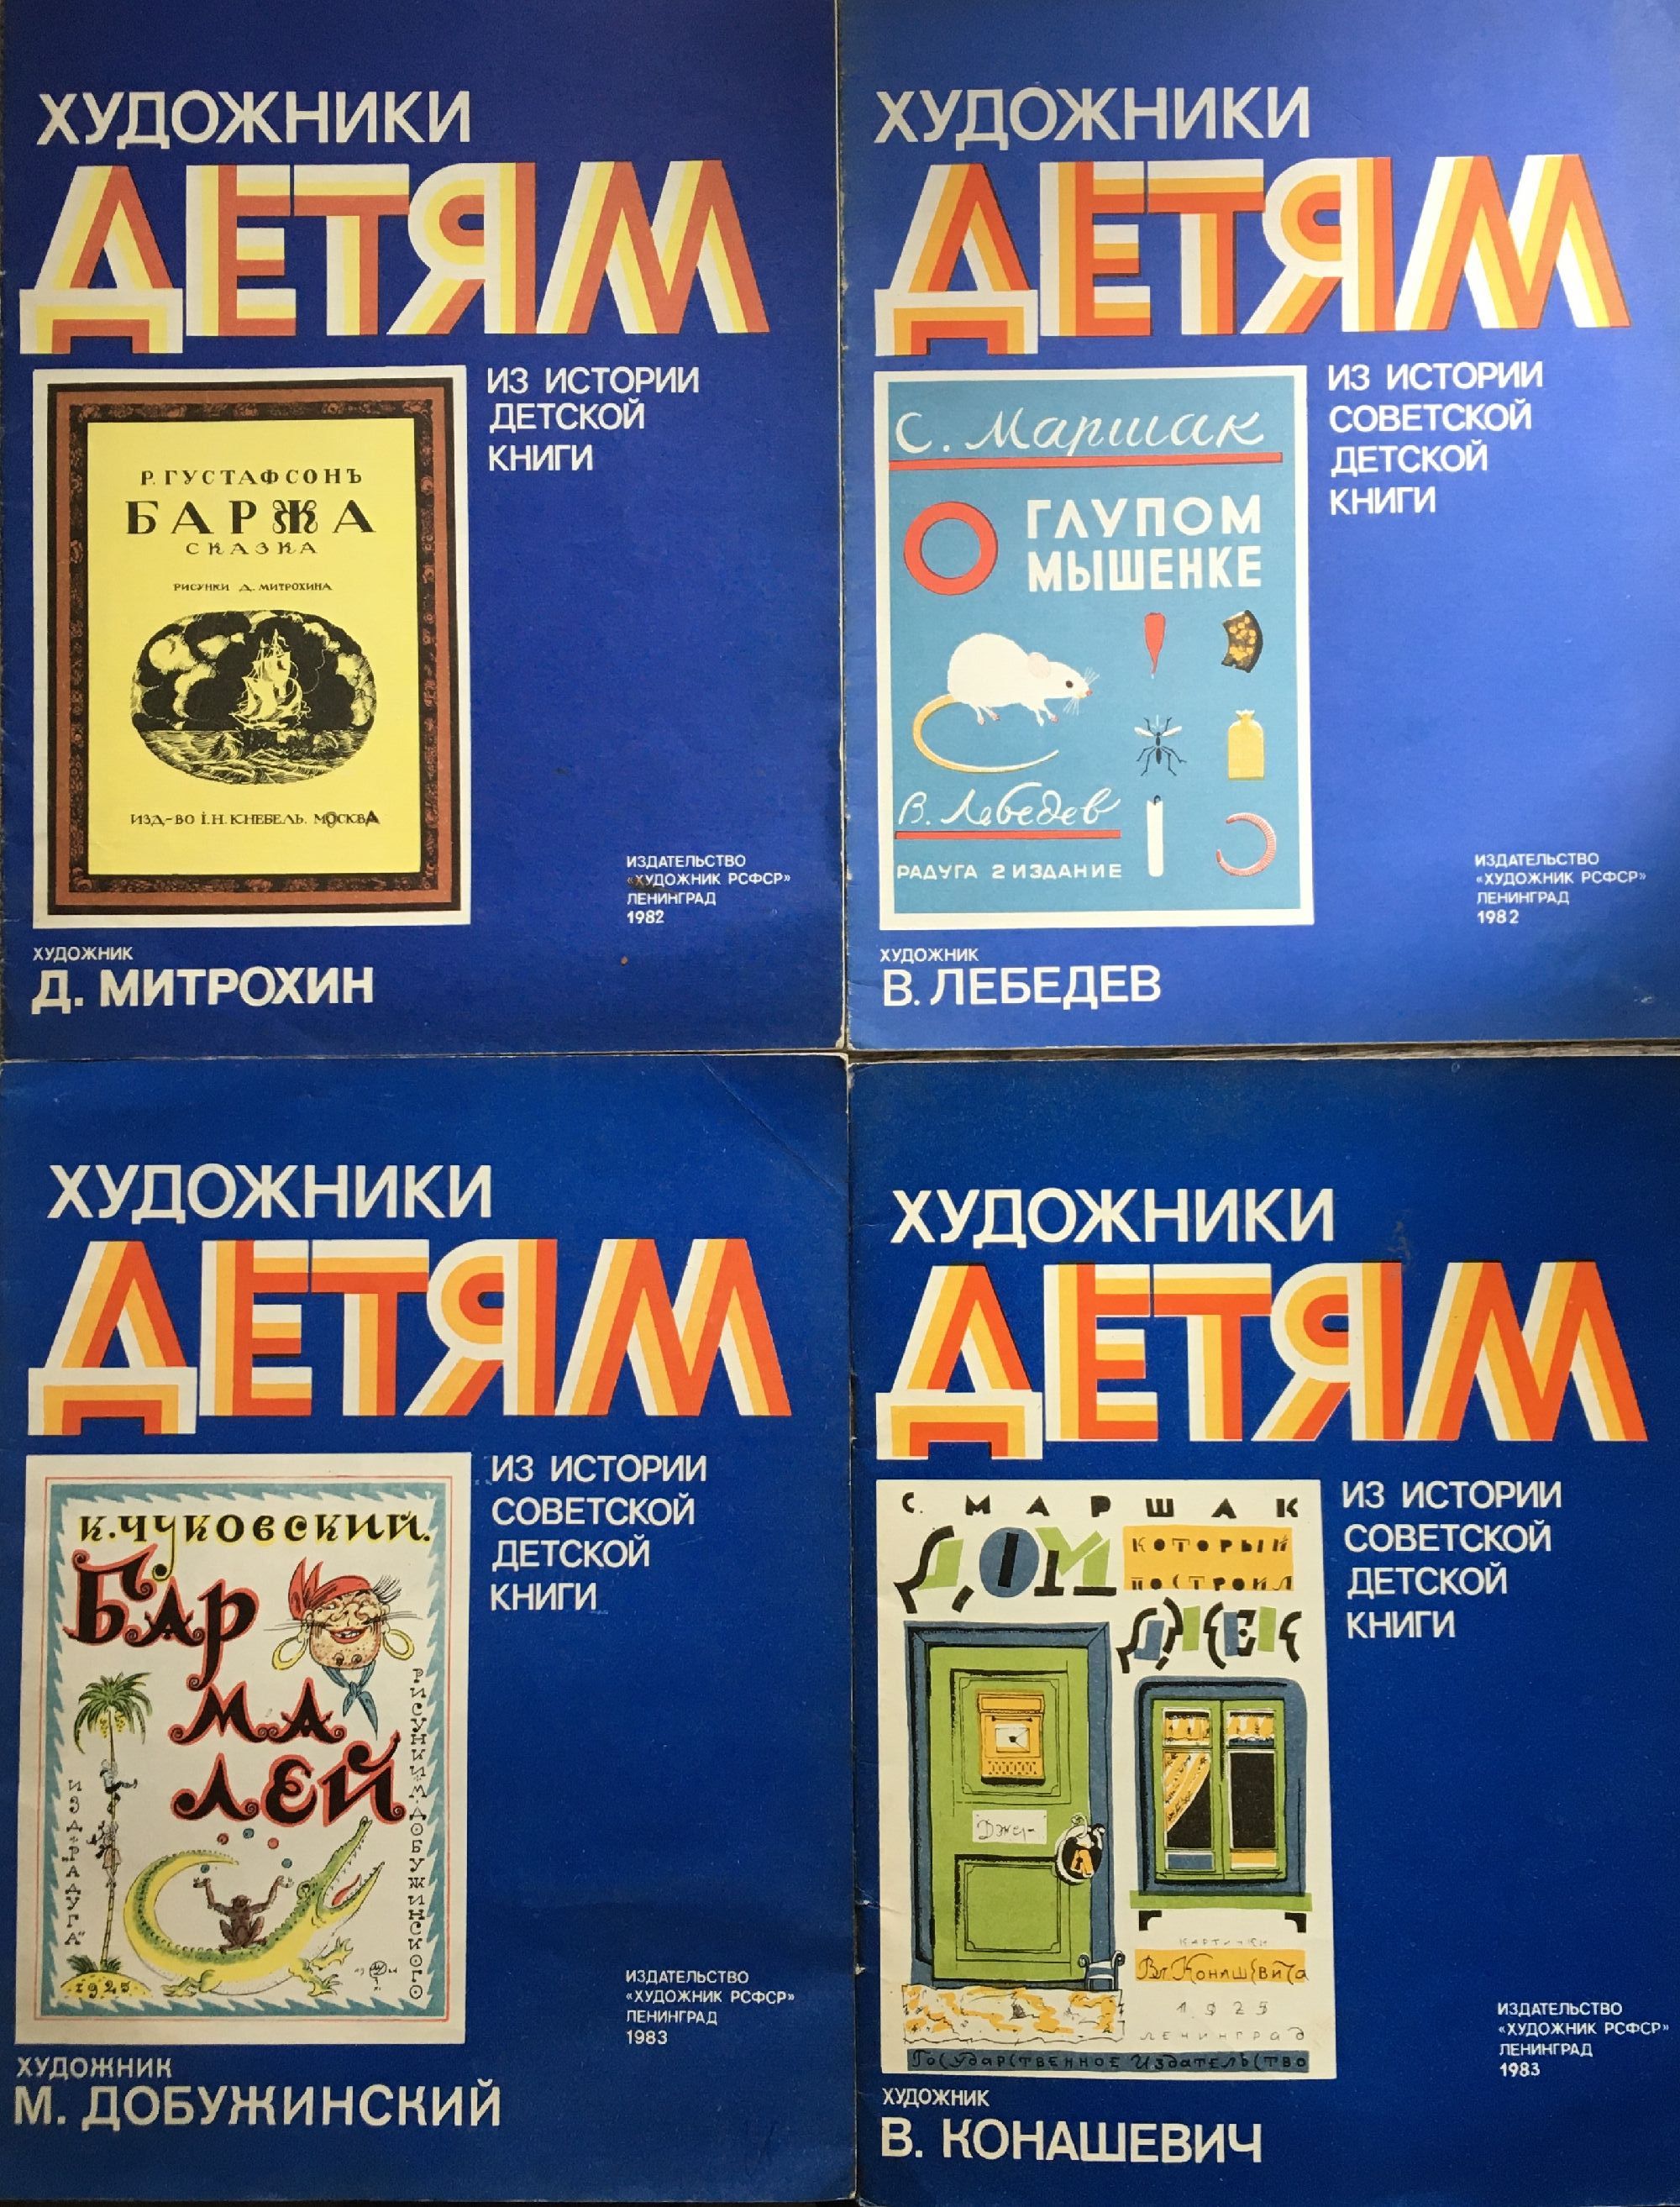 ХУДОЖНИКИ
ДЕТЯМ
ИЗ ИСТОРИИ
ДЕТСКОЙ
КНИГИ
Р. ГУСТАФСОНЪ
БАРЖА
СКАЗКА
РИСУНКИ Д. МИТРОХИНА
ИЗД-ВО І.Н. КНЕБЕЛЬ. МОСКВА
ИЗДАТЕЛЬСТВО
«ХУДОЖНИК РСФСР»
ЛЕНИНГРАД
1982
ХУДОЖНИК
Д. МИТРОХИН
ХУДОЖНИКИ
ДЕТЯМ
ИЗ ИСТОРИИ
СОВЕТСКОЙ
ДЕТСКОЙ
КНИГИ
С. Маршак
О ГЛУПОМ
МЫШЕНКЕ
В. Лебедев
РАДУГА 2 ИЗДАНИЕ
ИЗДАТЕЛЬСТВО
«ХУДОЖНИК РСФСР»
ЛЕНИНГРАД
1982
ХУДОЖНИК
В. ЛЕБЕДЕВ
ХУДОЖНИКИ
ДЕТЯМ
ИЗ ИСТОРИИ
СОВЕТСКОЙ
ДЕТСКОЙ
КНИГИ
К. ЧУКОВСКИЙ.
БАР
МА
ЛЕЙ
РИСУНКИ М. ДОБУЖИНСКОГО
ИЗД. "РАДУГА"
1925
ИЗДАТЕЛЬСТВО
«ХУДОЖНИК РСФСР»
ЛЕНИНГРАД
1983
ХУДОЖНИК
М. ДОБУЖИНСКИЙ
ХУДОЖНИКИ
ДЕТЯМ
ИЗ ИСТОРИИ
СОВЕТСКОЙ
ДЕТСКОЙ
КНИГИ
С. МАРШАК
ДОМ
КОТОРЫЙ
ПОСТРОИЛ
ДЖЕК
КАРТИНКИ
Вл. КОНАШЕВИЧА
1925
ЛЕНИНГРАД
ГОСУДАРСТВЕННОЕ ИЗДАТЕЛЬСТВО
ИЗДАТЕЛЬСТВО
«ХУДОЖНИК РСФСР»
ЛЕНИНГРАД
1983
ХУДОЖНИК
В. КОНАШЕВИЧ